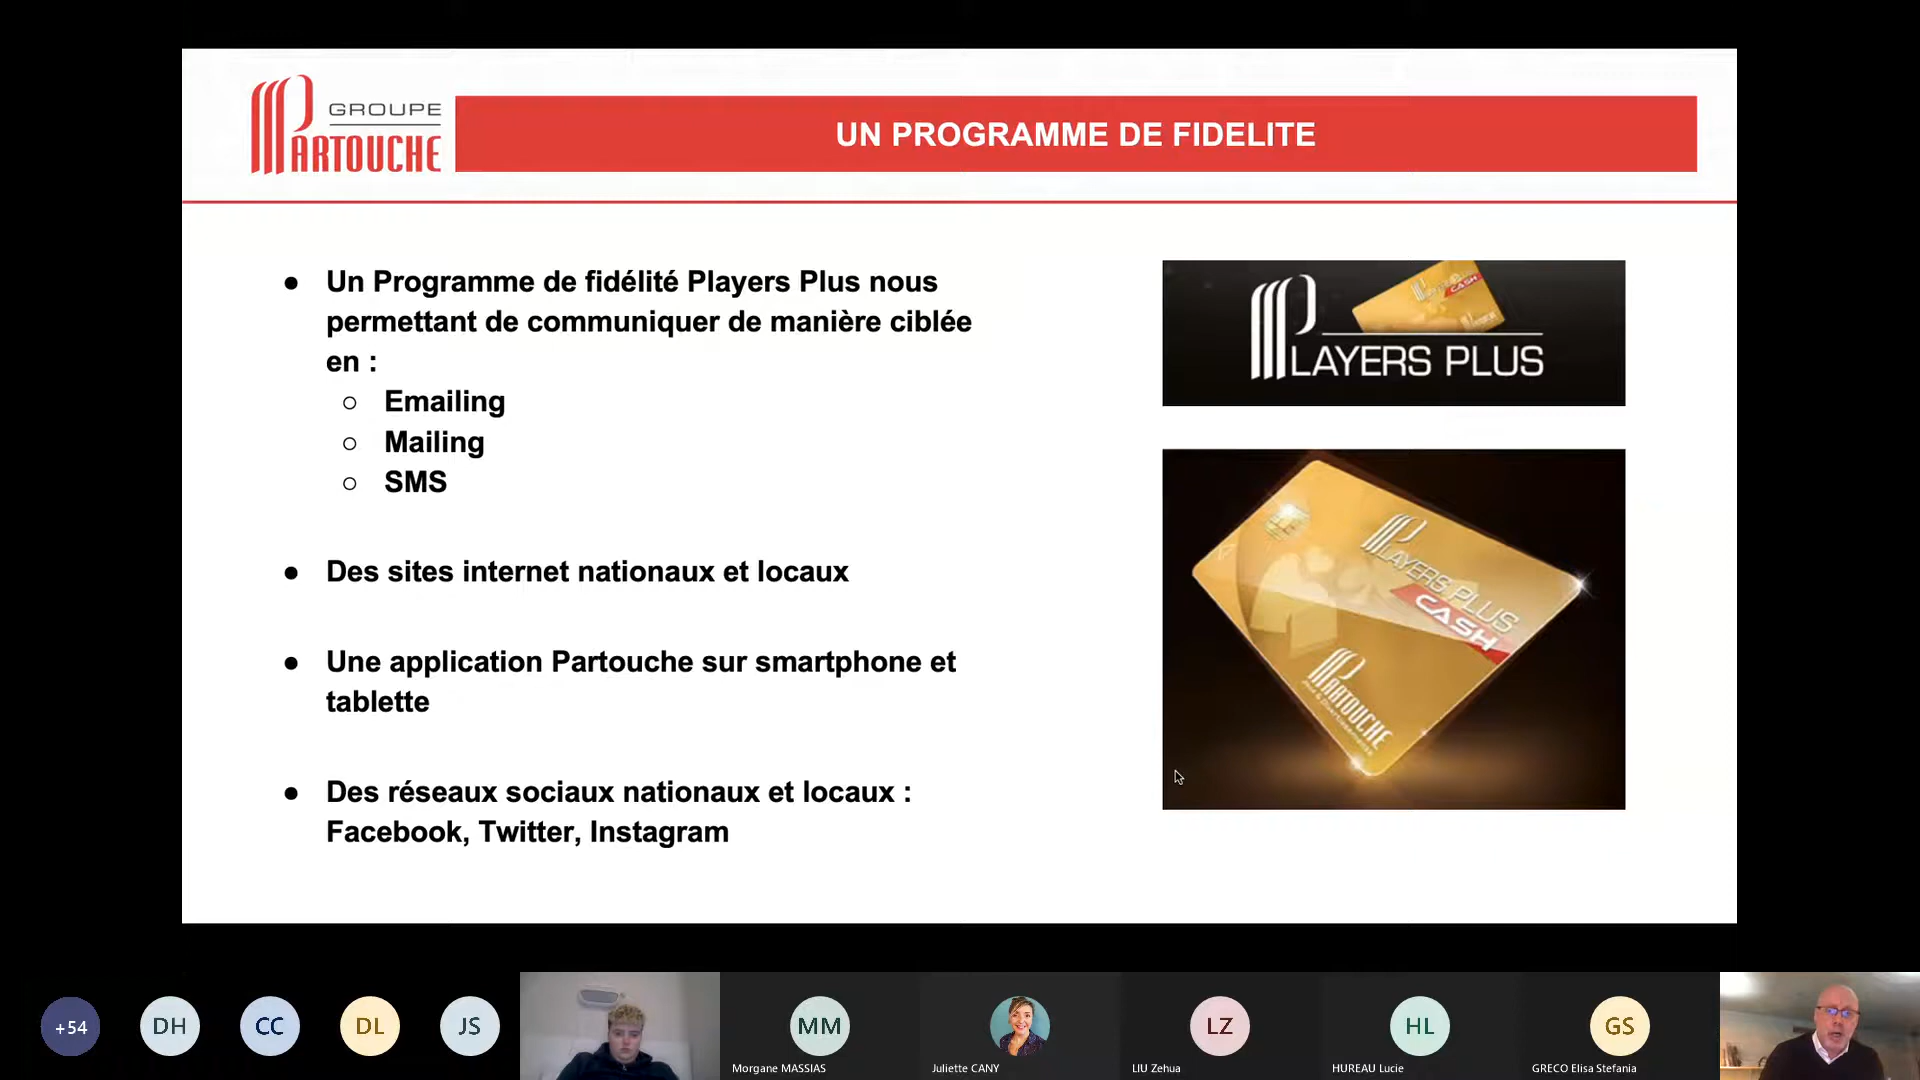 GROUPE
PARTOUCHE
UN PROGRAMME DE FIDELITE
● Un Programme de fidélité Players Plus nous
permettant de communiquer de manière ciblée
en :
○ Emailing
○ Mailing
○ SMS
● Des sites internet nationaux et locaux
● Une application Partouche sur smartphone et
tablette
● Des réseaux sociaux nationaux et locaux :
Facebook, Twitter, Instagram
PLAYERS PLUS
PLAYERS PLUS
CASH
PARTOUCHE
+54
DH
CC
DL
JS
MM
LZ
HL
GS
Morgane MASSIAS
Juliette CANY
LIU Zehua
HUREAU Lucie
GRECO Elisa Stefania